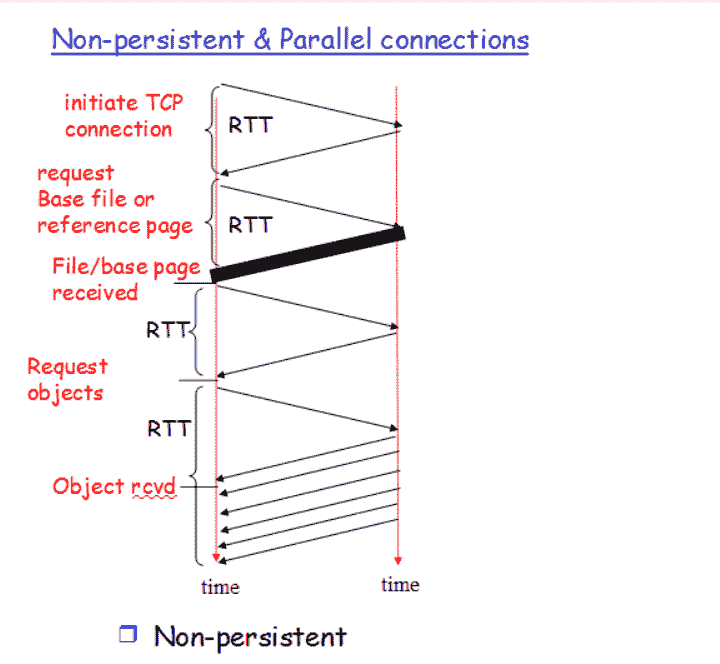 Non-persistent & Parallel connections
initiate TCP
connection
RTT
request
Base file or
reference page
RTT
File/base page
received
RTT
Request
objects
RTT
Object rcvd
time
time
Non-persistent